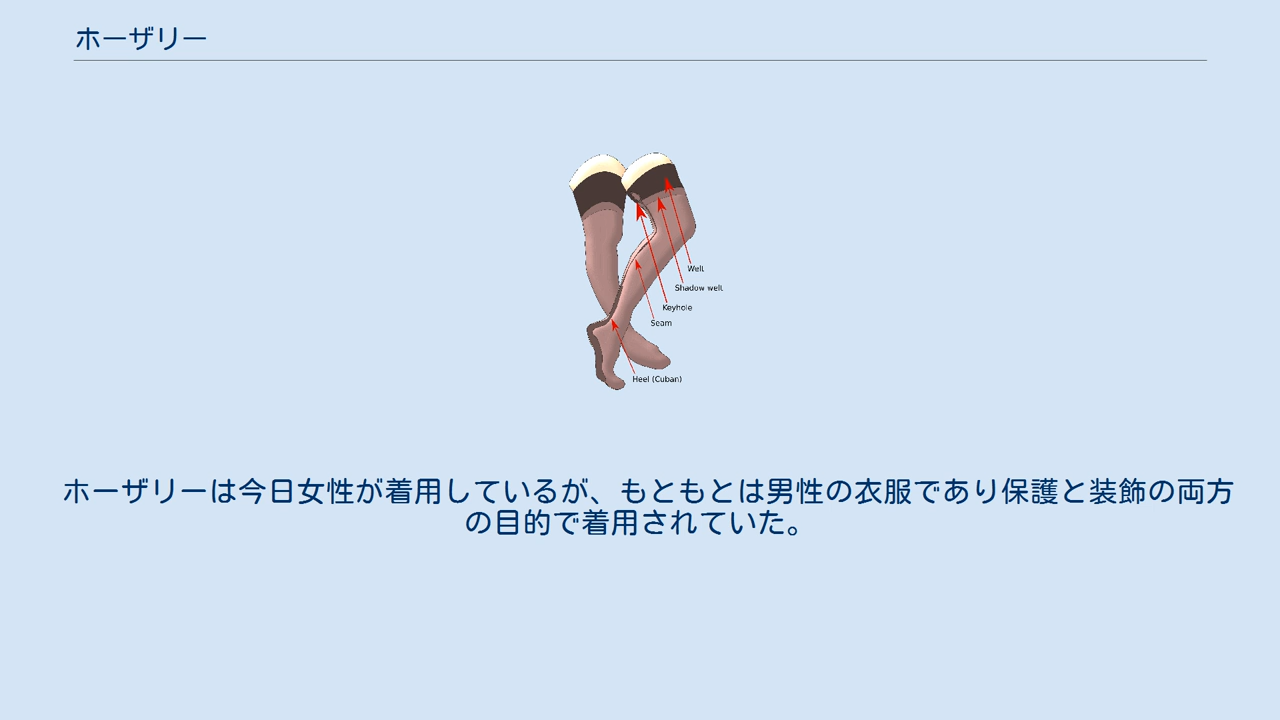 ホーザリー
Welt
Shadow welt
Keyhole
Seam
Heel (Cuban)
ホーザリーは今日女性が着用しているが、もともとは男性の衣服であり保護と装飾の両方
の目的で着用されていた。